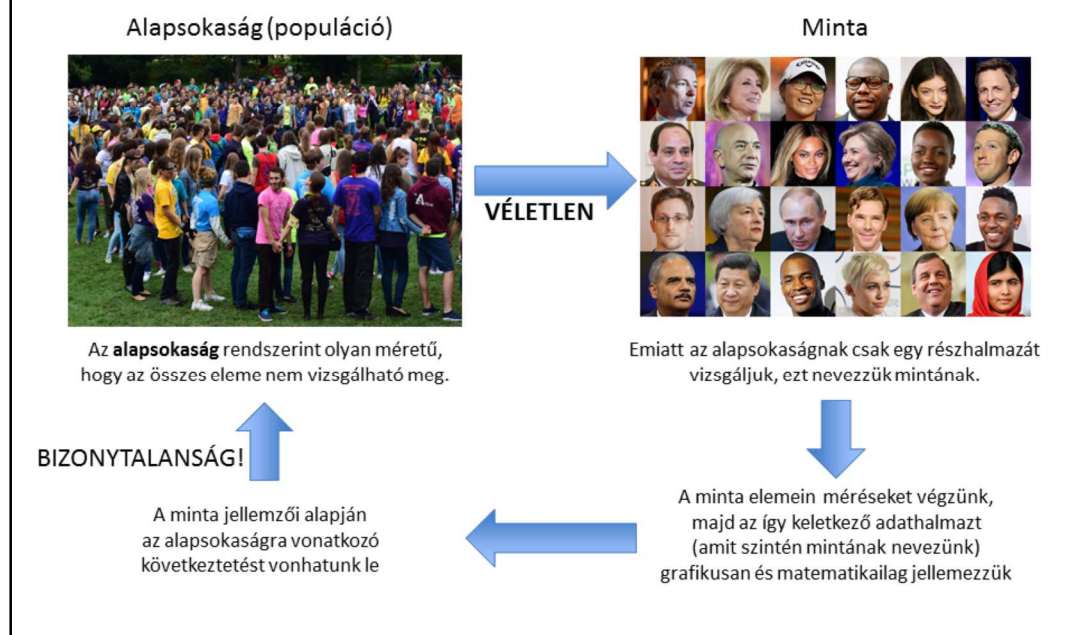 Alapsokaság (populáció)
Minta
VÉLETLEN
Az alapsokaság rendszerint olyan méretű,
hogy az összes eleme nem vizsgálható meg.
Emiatt az alapsokaságnak csak egy részhalmazát
vizsgáljuk, ezt nevezzük mintának.
BIZONYTALANSÁG!
A minta elemein méréseket végzünk,
majd az így keletkező adathalmazt
(amit szintén mintának nevezünk)
grafikusan és matematikailag jellemezzük
A minta jellemzői alapján
az alapsokaságra vonatkozó
következtetést vonhatunk le